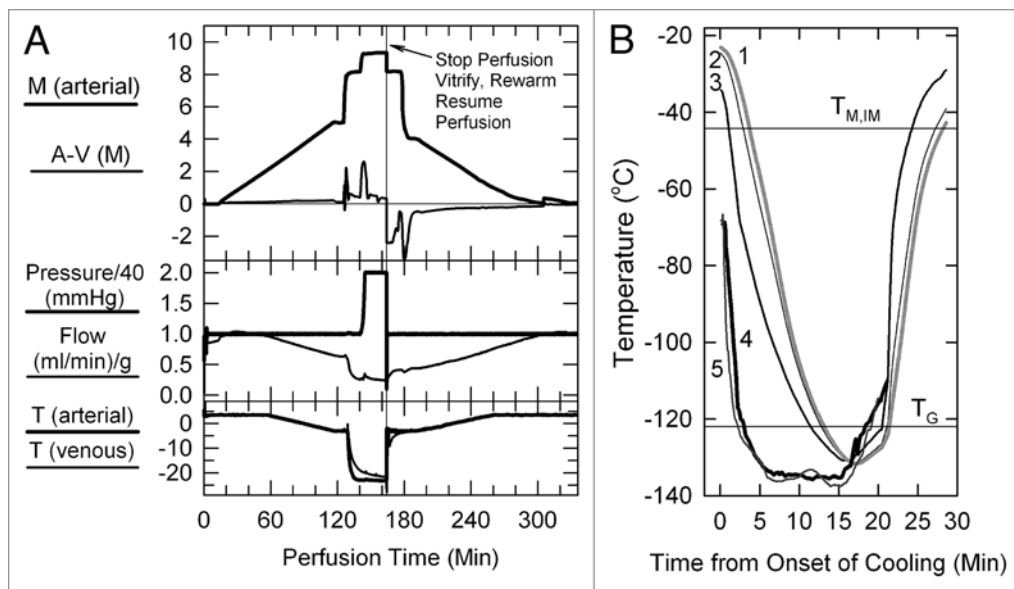 A
M (arterial)
A-V (M)
10
8
6
4
2
0
-2
Stop Perfusion
Vitrify, Rewarm
Resume
Perfusion
Pressure/40
(mmHg)
Flow
(ml/min)/g
2.0
1.5
1.0
0.5
0.0
T (arterial)
T (venous)
0
-10
-20
0 60 120 180 240 300
Perfusion Time (Min)
B
Temperature (°C)
-20
-40
-60
-80
-100
-120
-140
2 1
3
T_M,IM
4
5
T_G
0 5 10 15 20 25 30
Time from Onset of Cooling (Min)